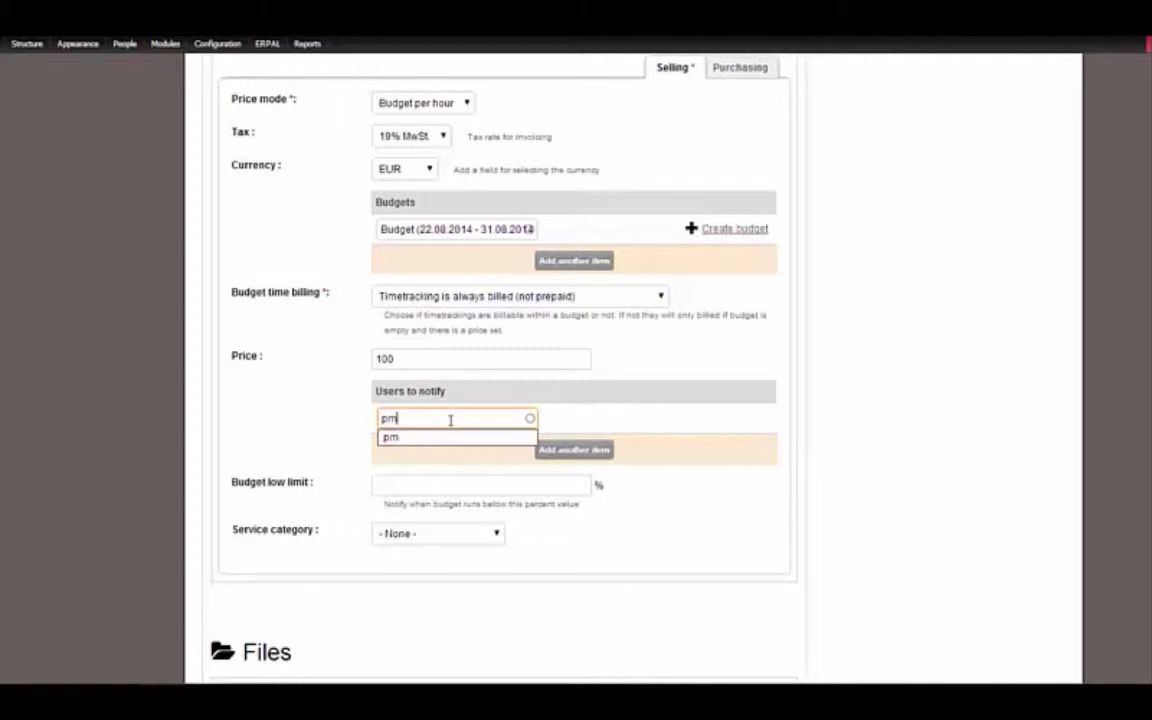 Structure Appearance People Modules Configuration ERPAL Reports
Selling * Purchasing
Price mode *: Budget per hour
Tax : 19% MwSt. Tax rate for invoicing
Currency : EUR Add a field for selecting the currency
Budgets
Budget (22.08.2014 - 31.08.2014 Create budget
Add another item
Budget time billing *: Timetracking is always billed (not prepaid)
Choose if timetrackings are billable within a budget or not. If not they will only billed if budget is
empty and there is a price set.
Price : 100
Users to notify
pm
pm
Add another item
Budget low limit : %
Notify when budget runs below this percent value
Service category : - None -
Files